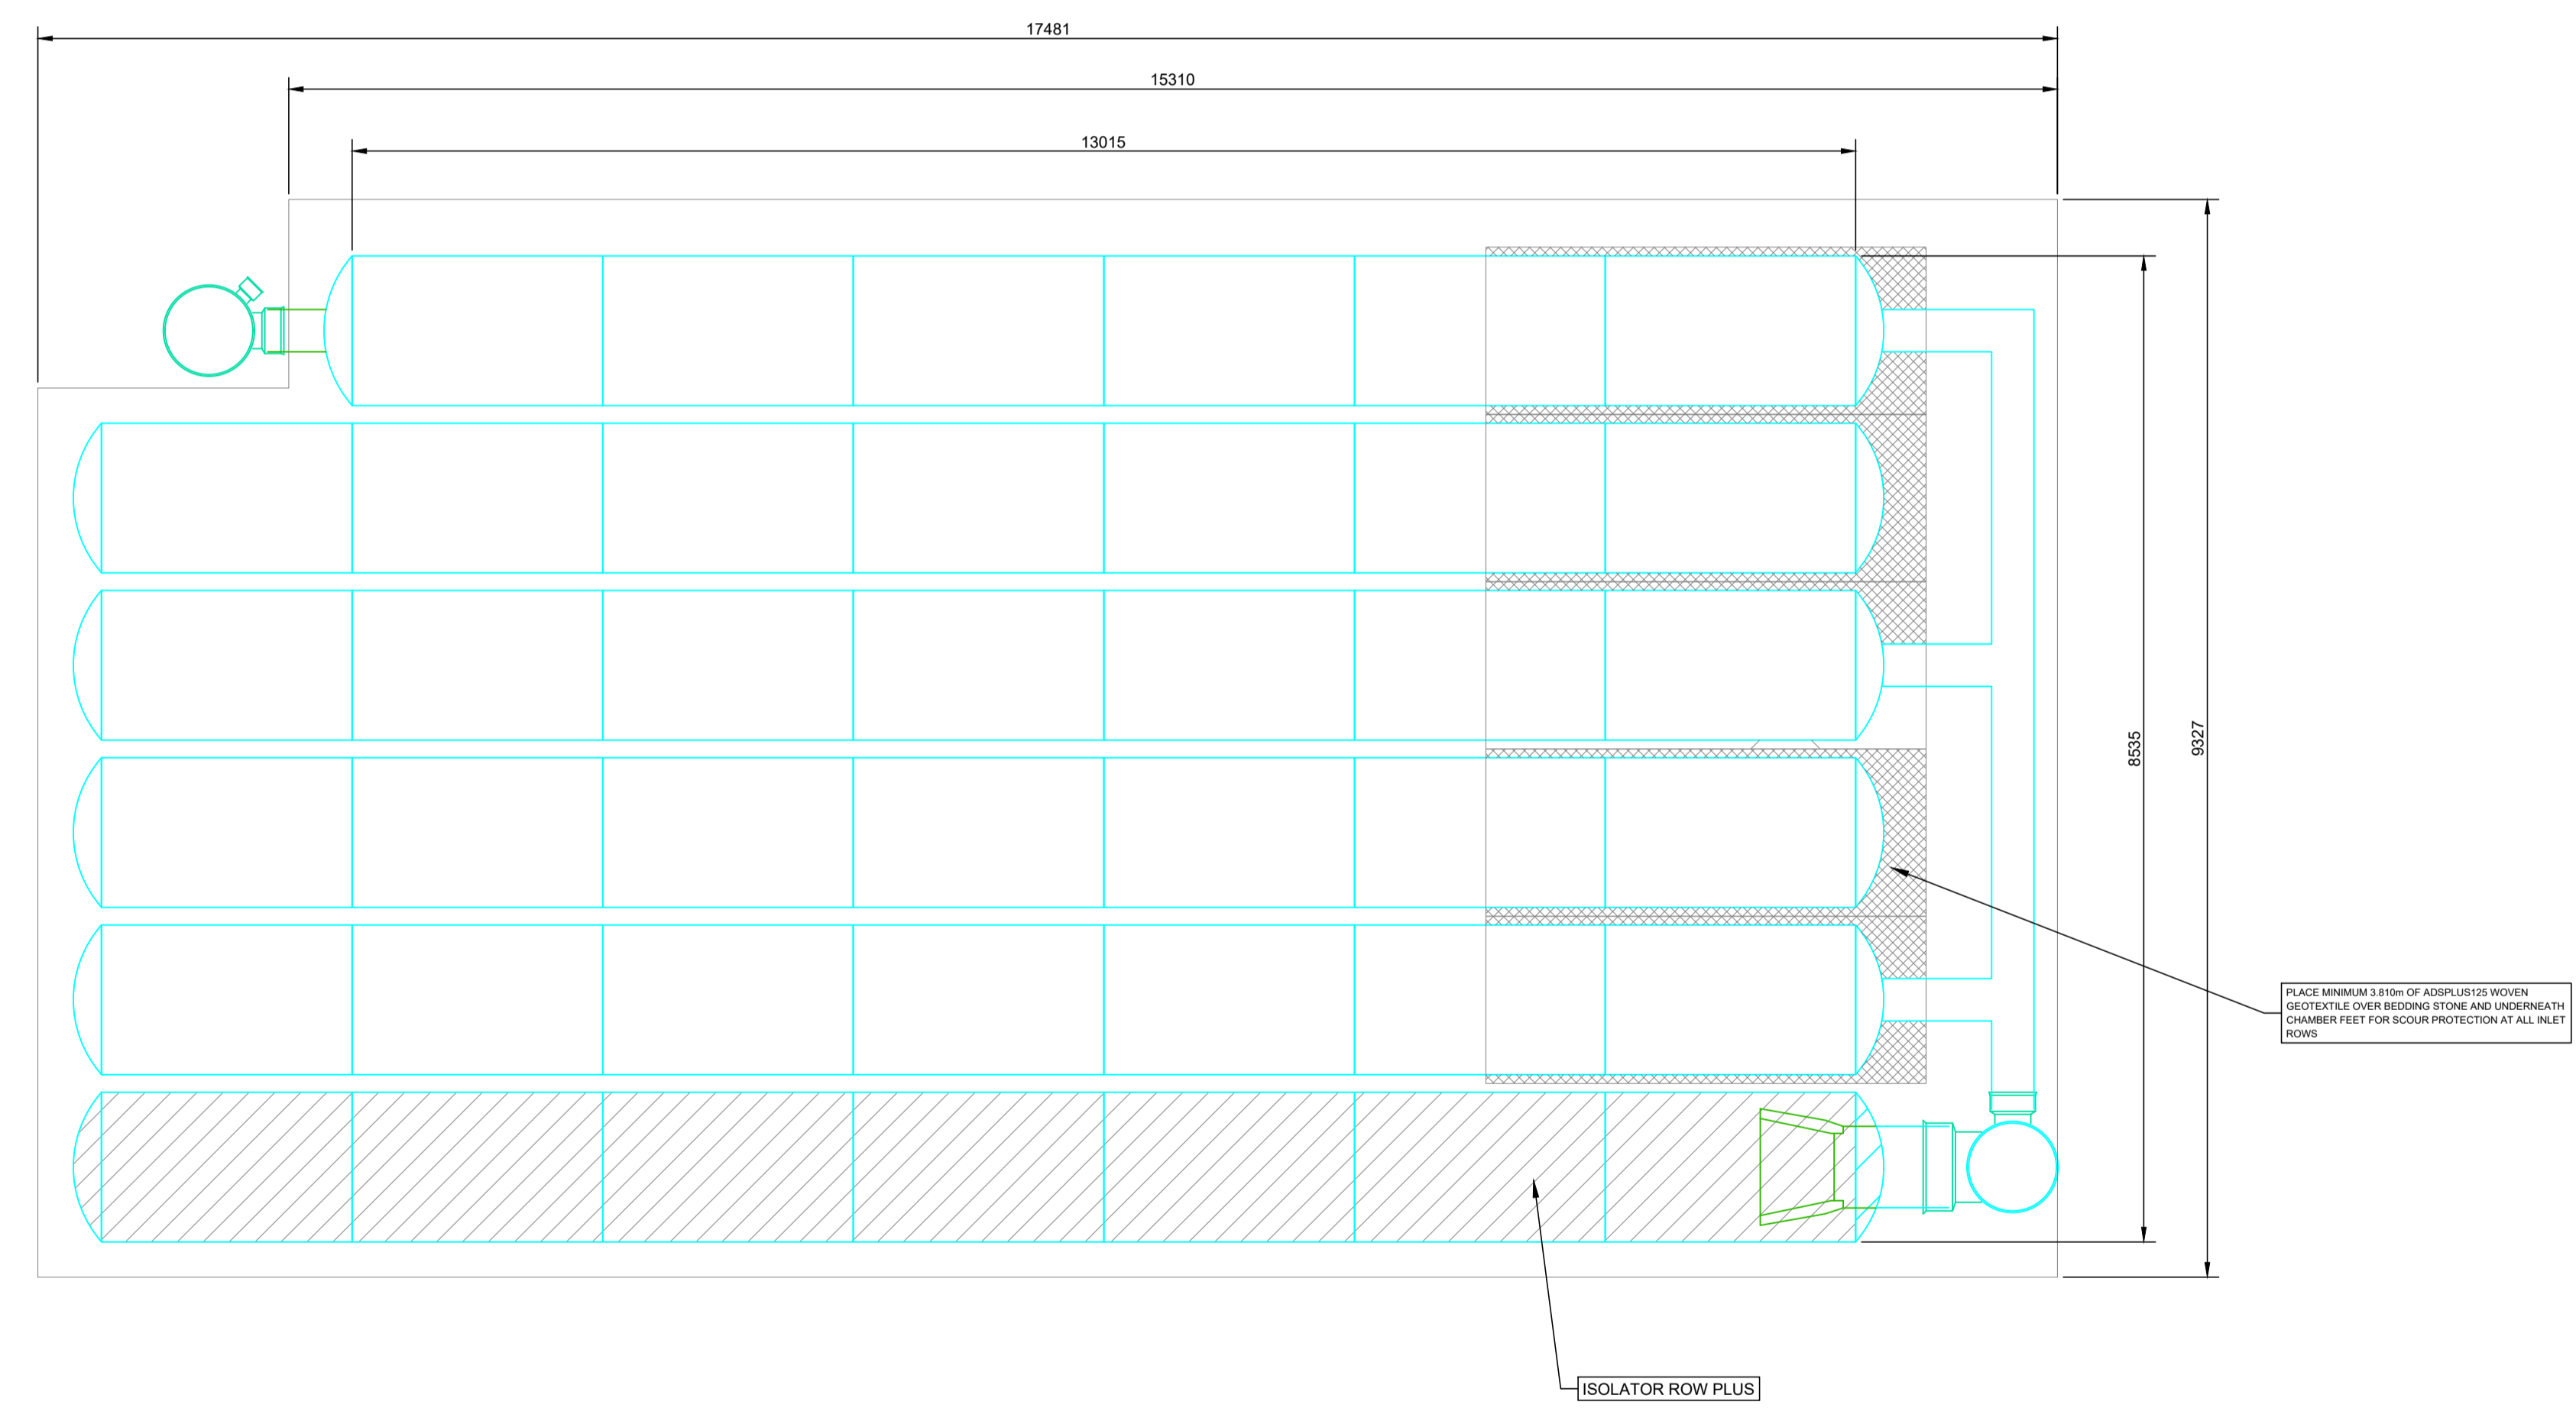 17481
15310
13015
8535
9327
PLACE MINIMUM 3.810m OF ADSPLUS125 WOVEN
GEOTEXTILE OVER BEDDING STONE AND UNDERNEATH
CHAMBER FEET FOR SCOUR PROTECTION AT ALL INLET
ROWS
ISOLATOR ROW PLUS